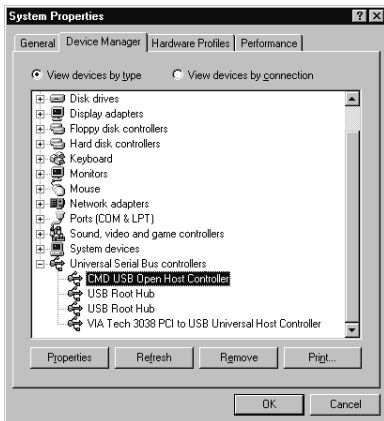 System Properties
General Device Manager Hardware Profiles Performance
View devices by type View devices by connection
Disk drives
Display adapters
Floppy disk controllers
Hard disk controllers
Keyboard
Monitors
Mouse
Network adapters
Ports (COM & LPT)
Sound, video and game controllers
System devices
Universal Serial Bus controllers
CMD USB Open Host Controller
USB Root Hub
USB Root Hub
VIA Tech 3038 PCI to USB Universal Host Controller
Properties Refresh Remove Print...
OK Cancel